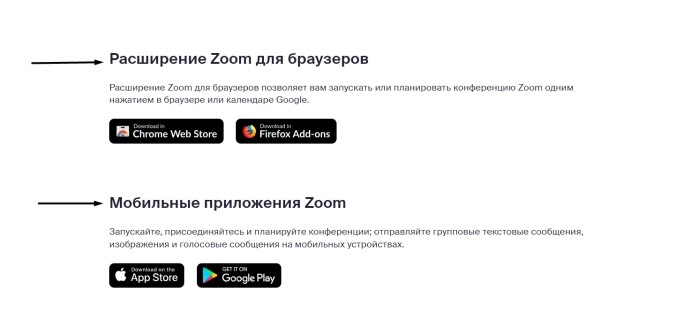 Расширение Zoom для браузеров
Расширение Zoom для браузеров позволяет вам запускать или планировать конференцию Zoom одним
нажатием в браузере или календаре Google.
Download in
Chrome Web Store
Download in
Firefox Add-ons
Мобильные приложения Zoom
Запускайте, присоединяйтесь и планируйте конференции; отправляйте групповые текстовые сообщения,
изображения и голосовые сообщения на мобильных устройствах.
Download on the
App Store
GET IT ON
Google Play